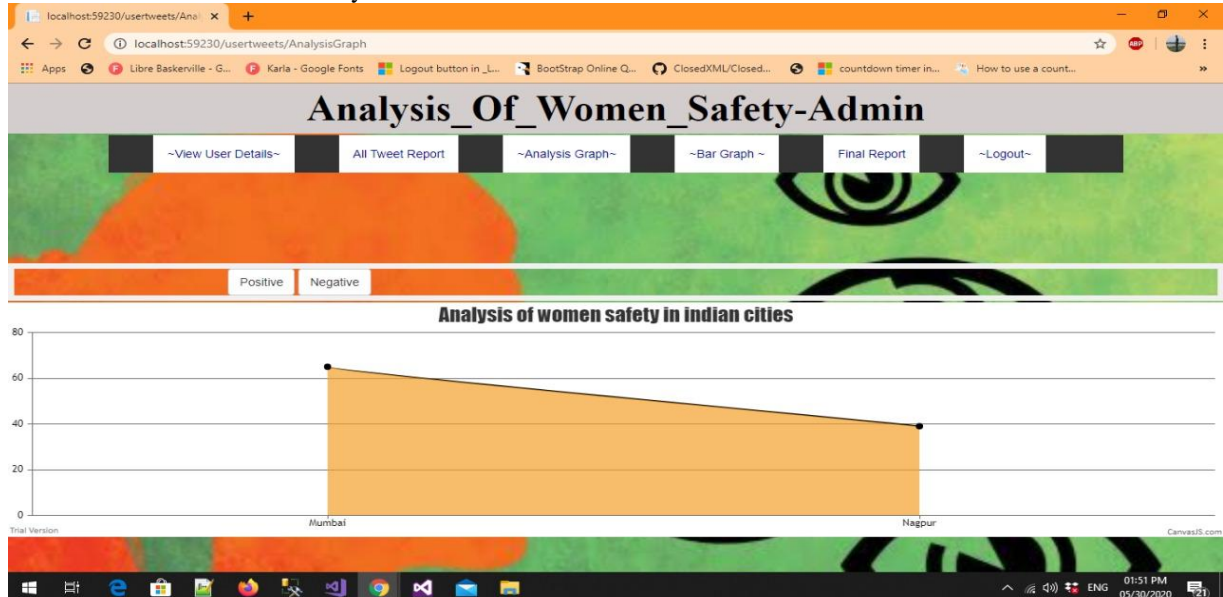 localhost:59230/usertweets/Anal
localhost:59230/usertweets/AnalysisGraph
ABP
Apps Libre Baskerville - G... Karla - Google Fonts Logout button in _L... BootStrap Online Q... ClosedXML/Closed... countdown timer in... How to use a count... »
Analysis_Of_Women_Safety-Admin
~View User Details~ All Tweet Report ~Analysis Graph~ ~Bar Graph ~ Final Report ~Logout~
Positive Negative
Analysis of women safety in indian cities
80
60
40
20
0
Mumbai Nagpur
Trial Version CanvasJS.com
ENG 01:51 PM
05/30/2020 21